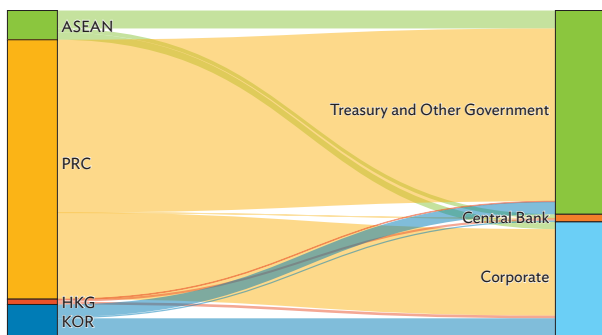 ASEAN
Treasury and Other Government
PRC
Central Bank
Corporate
HKG
KOR